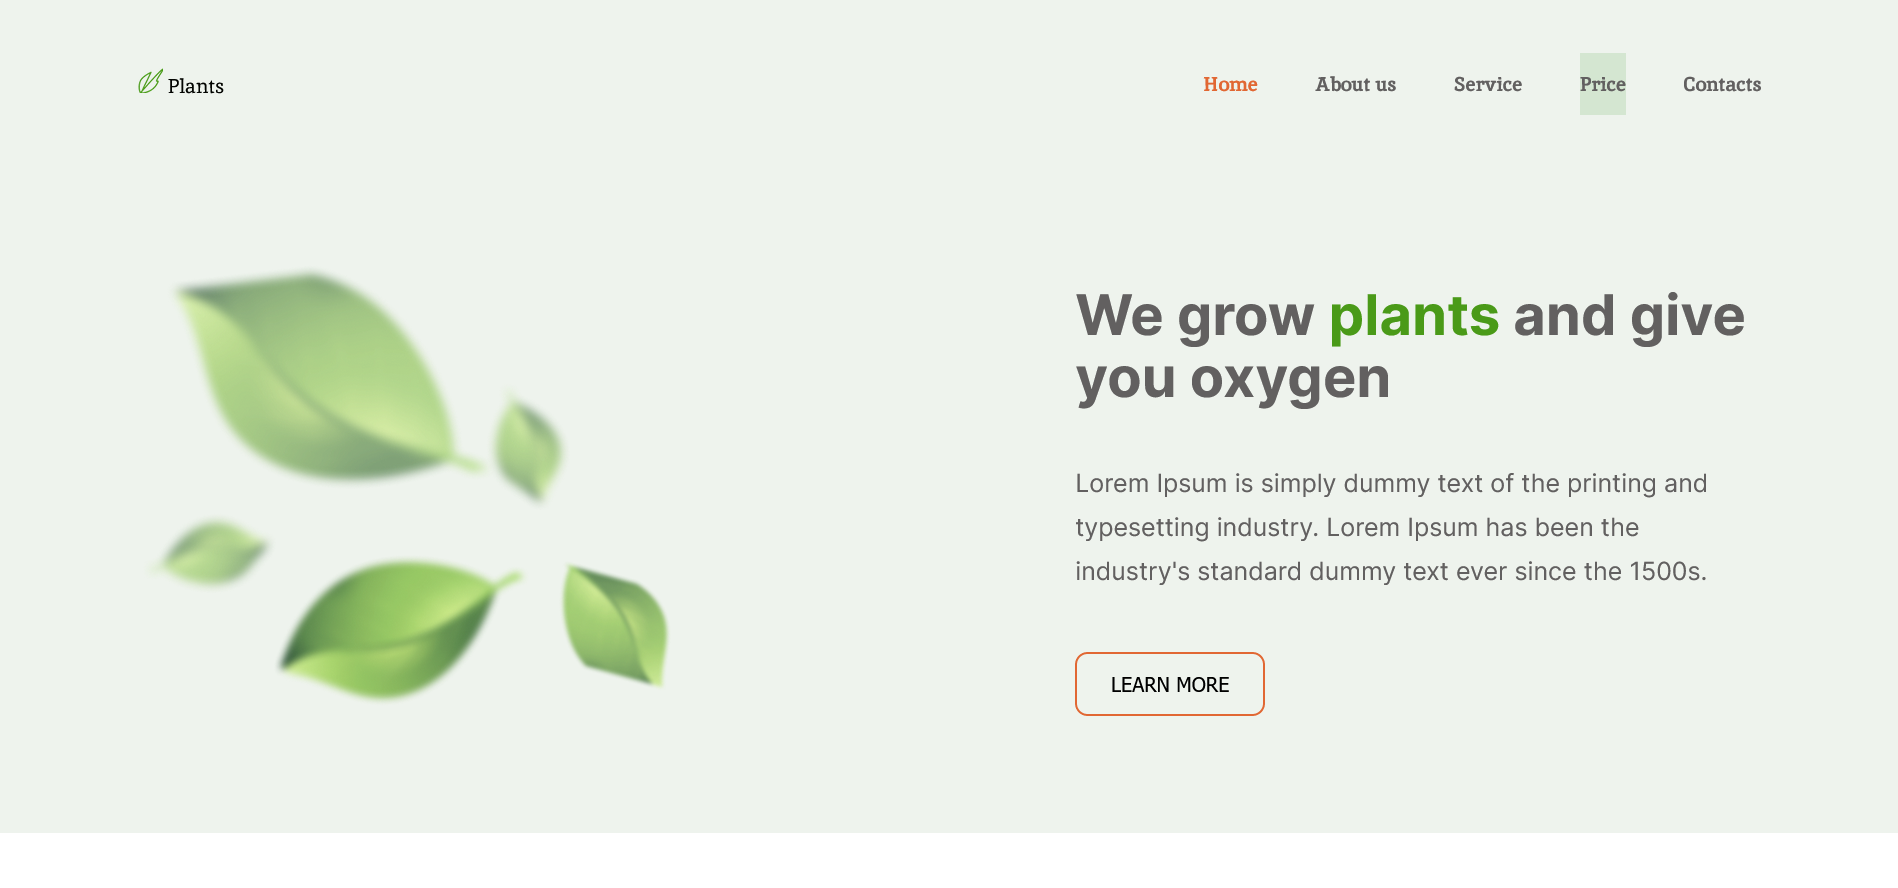 Plants
Home
About us
Service
Price
Contacts
We grow plants and give
you oxygen
Lorem Ipsum is simply dummy text of the printing and
typesetting industry. Lorem Ipsum has been the
industry's standard dummy text ever since the 1500s.
LEARN MORE